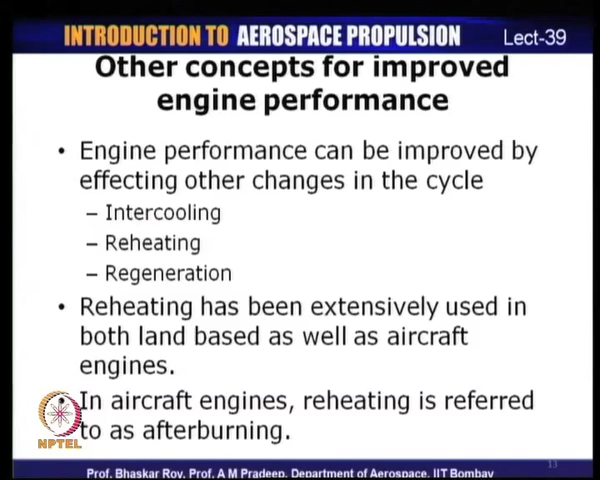 INTRODUCTION TO AEROSPACE PROPULSION Lect-39
Other concepts for improved
engine performance
• Engine performance can be improved by
effecting other changes in the cycle
– Intercooling
– Reheating
– Regeneration
• Reheating has been extensively used in
both land based as well as aircraft
engines.
In aircraft engines, reheating is referred
to as afterburning.
NPTEL
13
Prof. Bhaskar Roy, Prof. A M Pradeep, Department of Aerospace, IIT Bombay